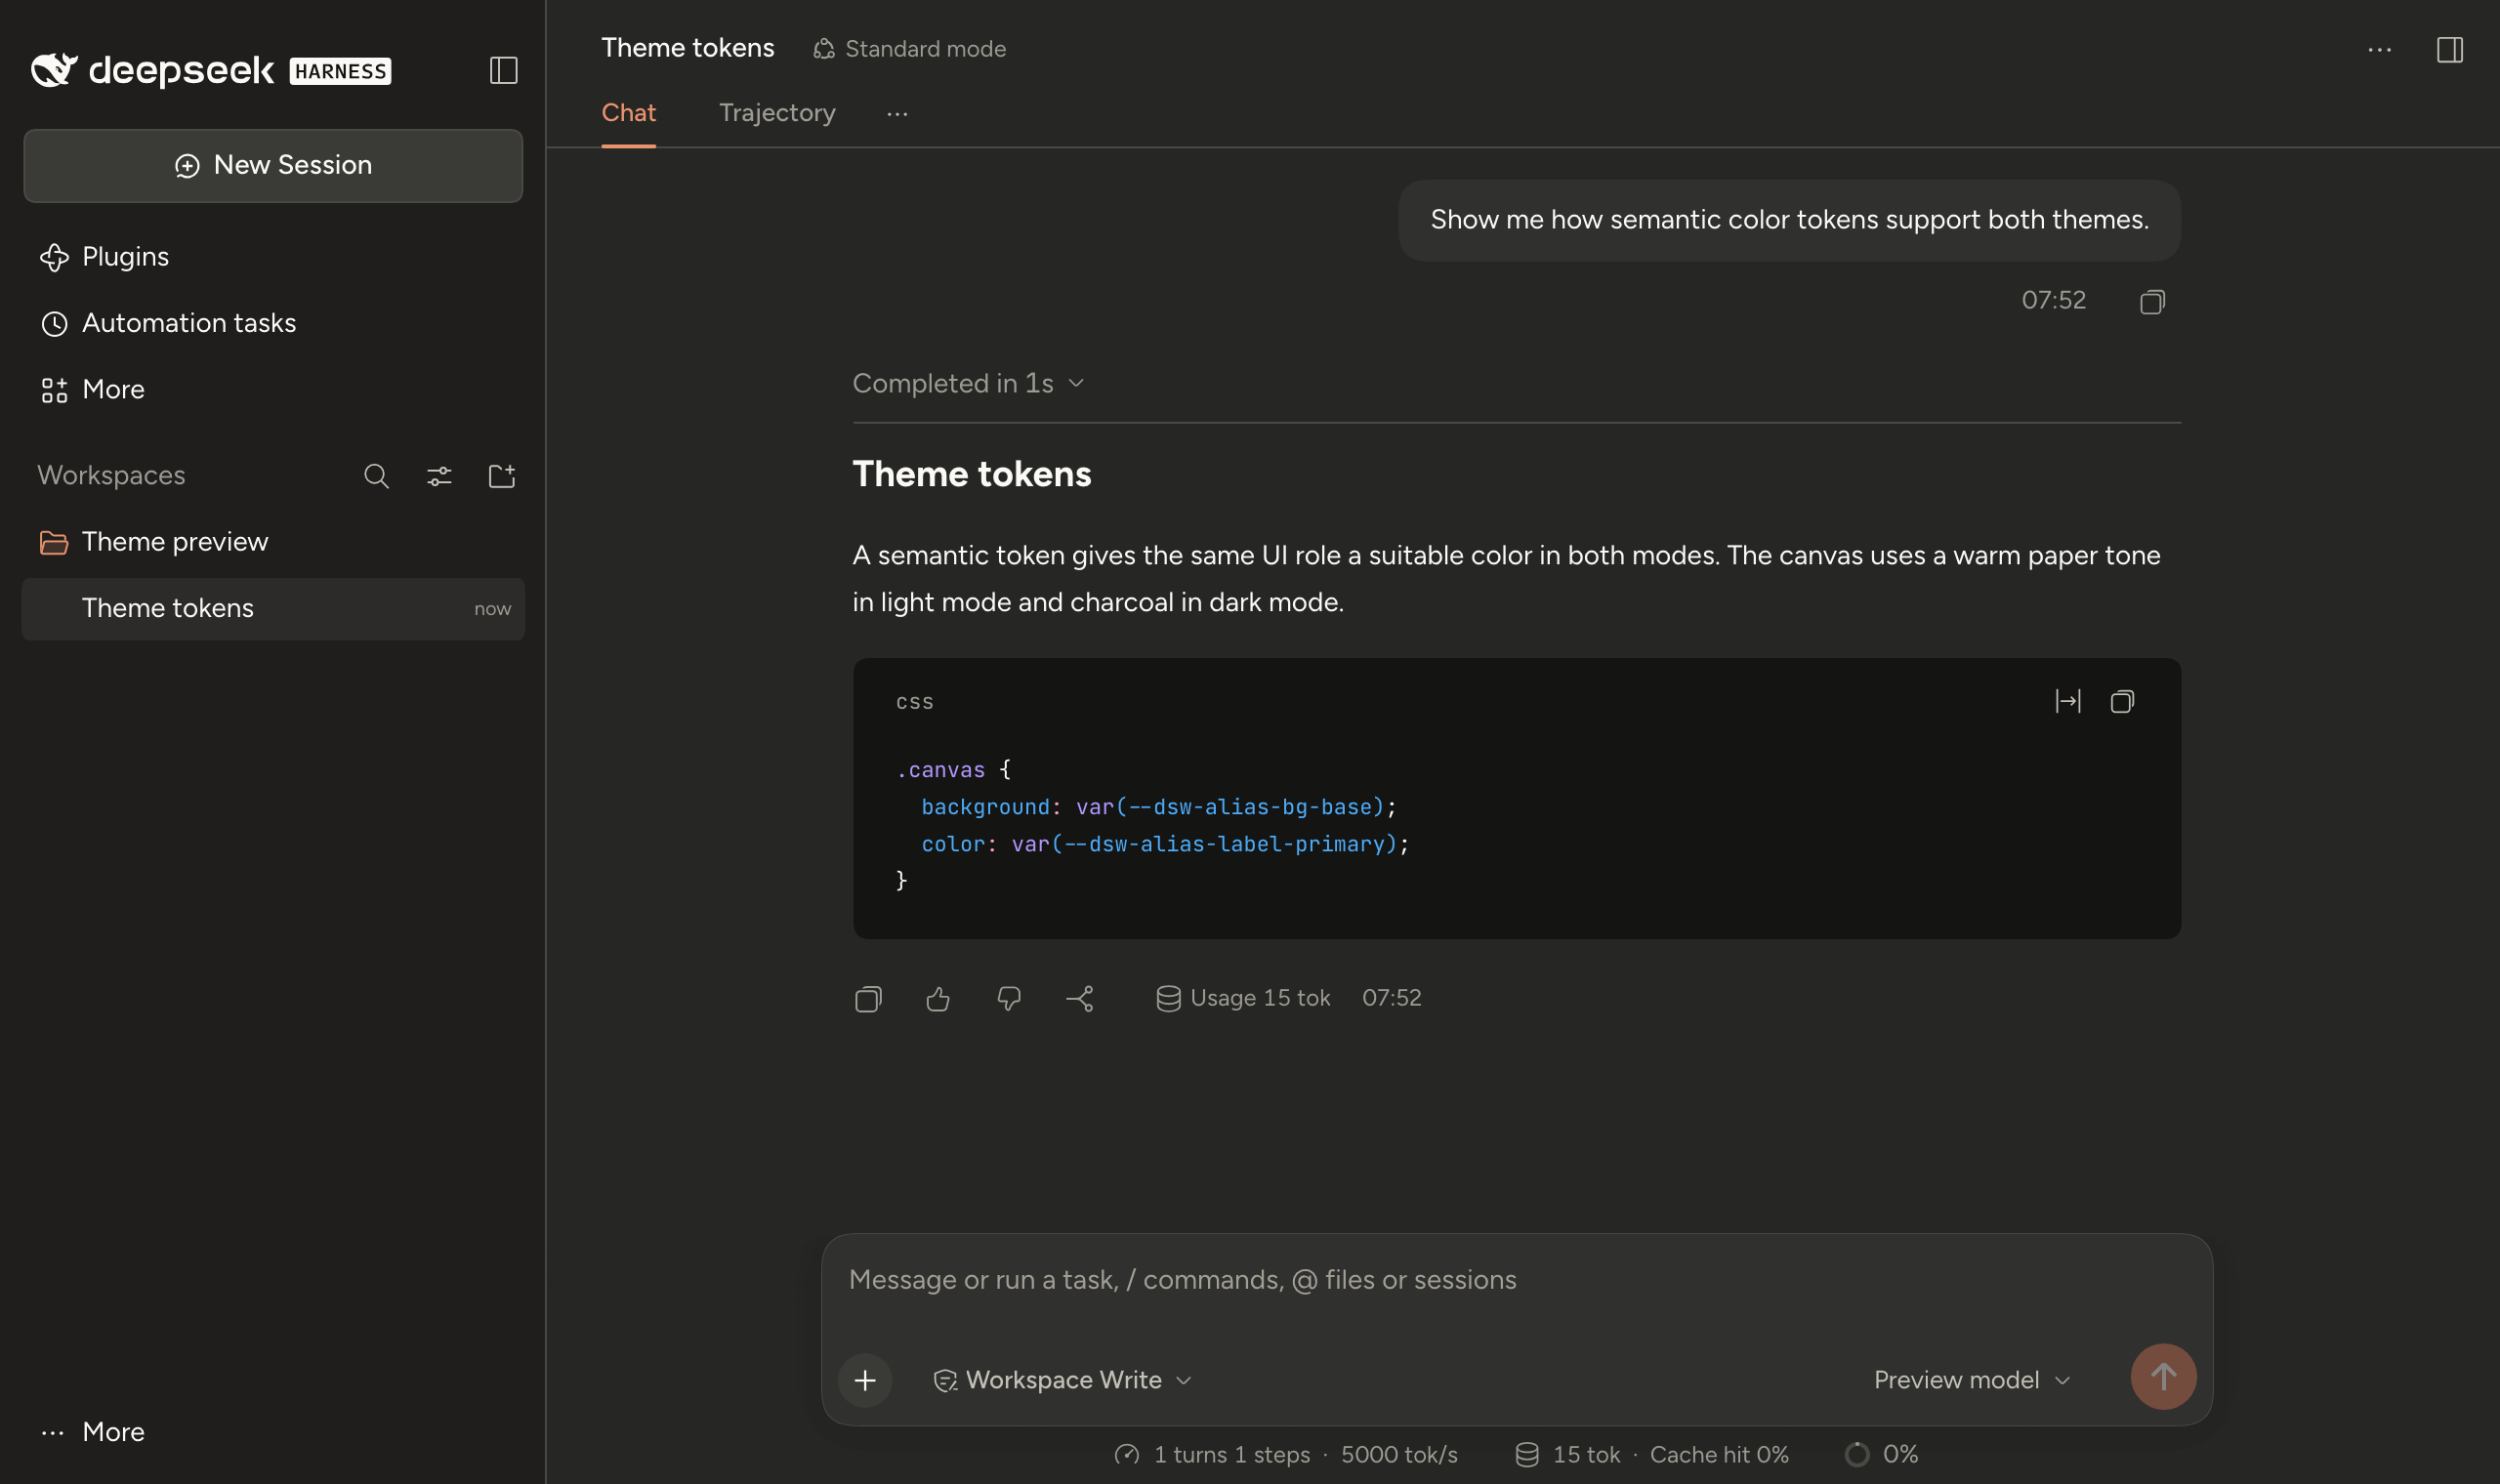 deepseek HARNESS
New Session
Plugins
Automation tasks
More
Workspaces
Theme preview
Theme tokens now
More
Theme tokens Standard mode
Chat Trajectory
Show me how semantic color tokens support both themes.
07:52
Completed in 1s
Theme tokens
A semantic token gives the same UI role a suitable color in both modes. The canvas uses a warm paper tone
in light mode and charcoal in dark mode.
css
.canvas {
  background: var(--dsw-alias-bg-base);
  color: var(--dsw-alias-label-primary);
}
Usage 15 tok 07:52
Message or run a task, / commands, @ files or sessions
Workspace Write Preview model
1 turns 1 steps · 5000 tok/s 15 tok · Cache hit 0% 0%